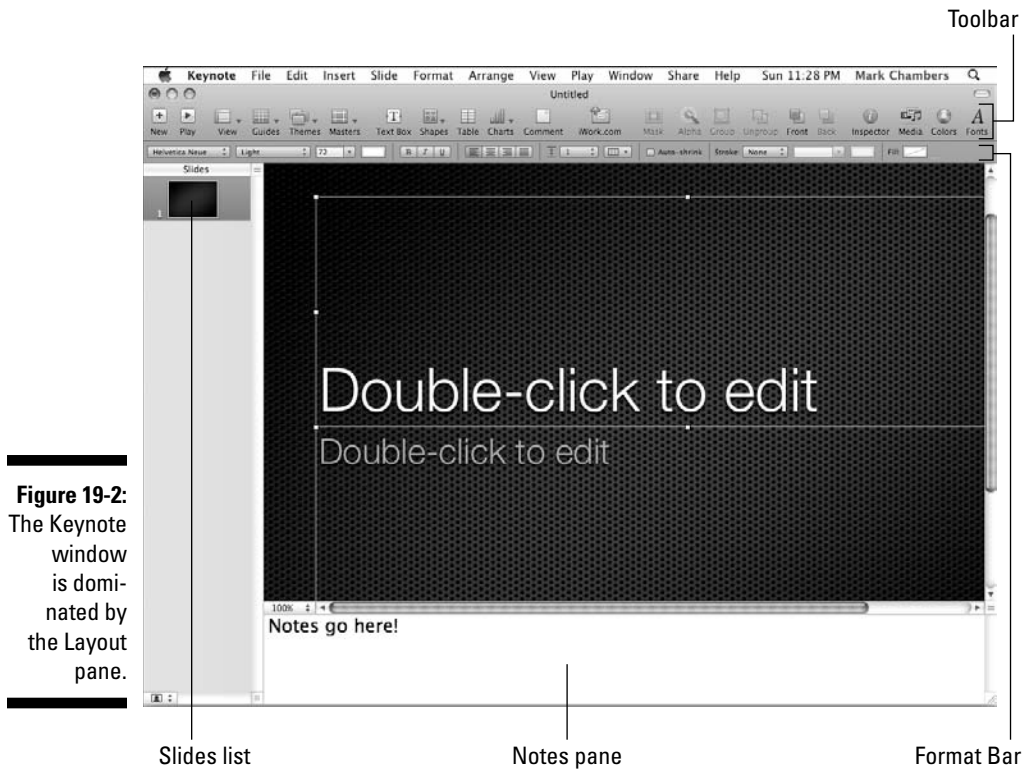 Toolbar
Keynote File Edit Insert Slide Format Arrange View Play Window Share Help Sun 11:28 PM Mark Chambers
Untitled
New Play View Guides Themes Masters Text Box Shapes Table Charts Comment iWork.com Mask Alpha Group Ungroup Front Back Inspector Media Colors Fonts
Helvetica Neue Light 72 B I U 1 Auto-shrink Stroke: None Fill:
Slides
1
Double-click to edit
Double-click to edit
100%
Notes go here!
Figure 19-2:
The Keynote
window
is domi-
nated by
the Layout
pane.
Slides list Notes pane Format Bar